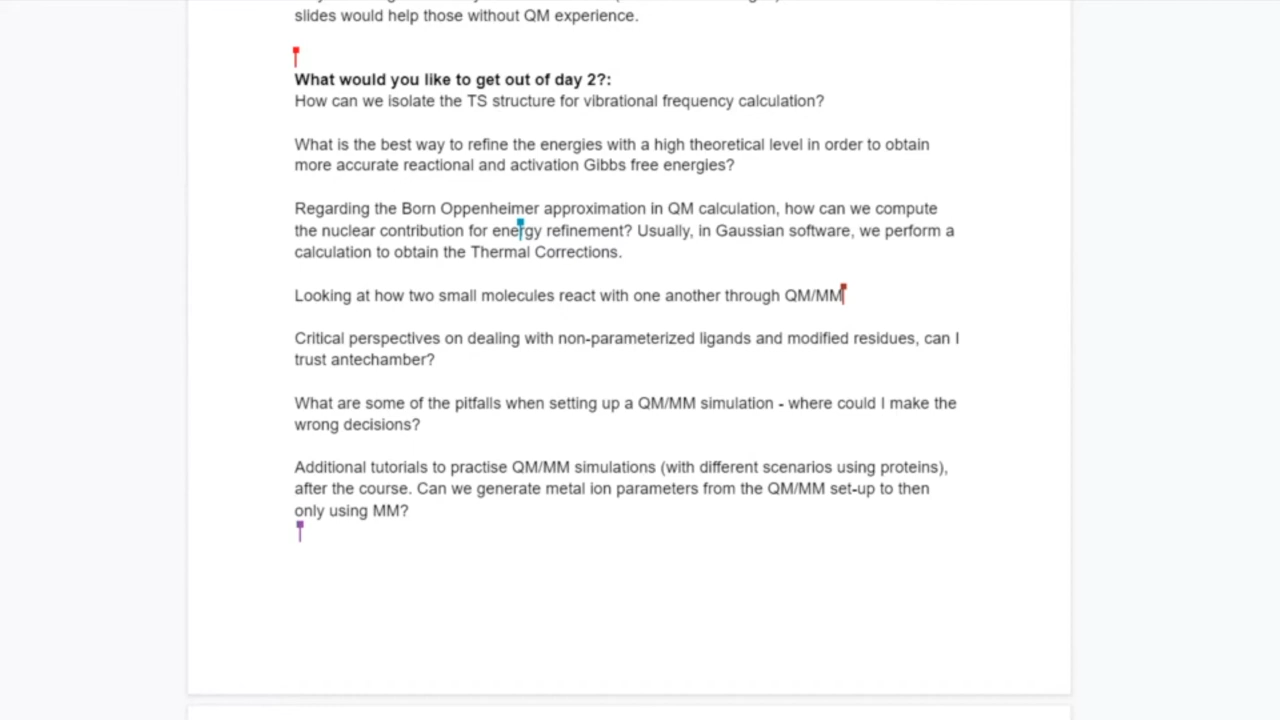 slides would help those without QM experience.
What would you like to get out of day 2?:
How can we isolate the TS structure for vibrational frequency calculation?
What is the best way to refine the energies with a high theoretical level in order to obtain
more accurate reactional and activation Gibbs free energies?
Regarding the Born Oppenheimer approximation in QM calculation, how can we compute
the nuclear contribution for energy refinement? Usually, in Gaussian software, we perform a
calculation to obtain the Thermal Corrections.
Looking at how two small molecules react with one another through QM/MM
Critical perspectives on dealing with non-parameterized ligands and modified residues, can I
trust antechamber?
What are some of the pitfalls when setting up a QM/MM simulation - where could I make the
wrong decisions?
Additional tutorials to practise QM/MM simulations (with different scenarios using proteins),
after the course. Can we generate metal ion parameters from the QM/MM set-up to then
only using MM?